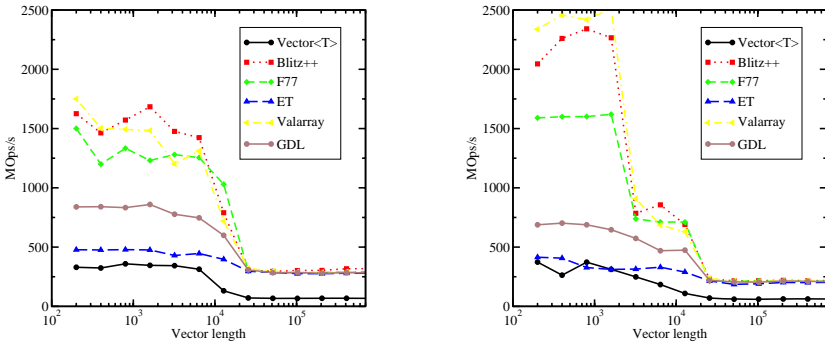 2500
2000
1500
1000
500
0
MOps/s
10^2
10^3
10^4
10^5
Vector length
Vector<T>
Blitz++
F77
ET
Valarray
GDL
2500
2000
1500
1000
500
0
MOps/s
10^2
10^3
10^4
10^5
Vector length
Vector<T>
Blitz++
F77
ET
Valarray
GDL